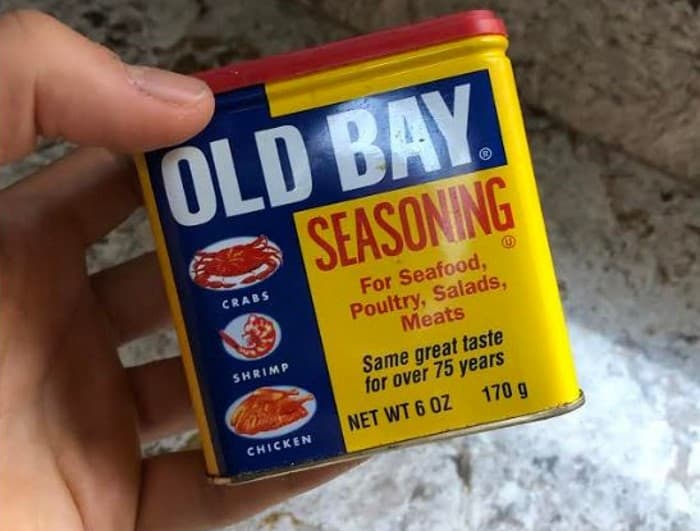 OLD BAY®
SEASONING
Ⓤ
For Seafood,
Poultry, Salads,
Meats
Same great taste
for over 75 years
NET WT 6 OZ 170 g
CRABS
SHRIMP
CHICKEN